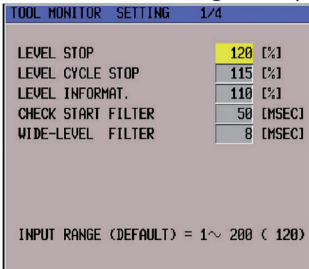 TOOL MONITOR SETTING 1/4
LEVEL STOP 120 [%]
LEVEL CYCLE STOP 115 [%]
LEVEL INFORMAT. 110 [%]
CHECK START FILTER 50 [MSEC]
WIDE-LEVEL FILTER 8 [MSEC]
INPUT RANGE (DEFAULT) = 1~ 200 ( 120)